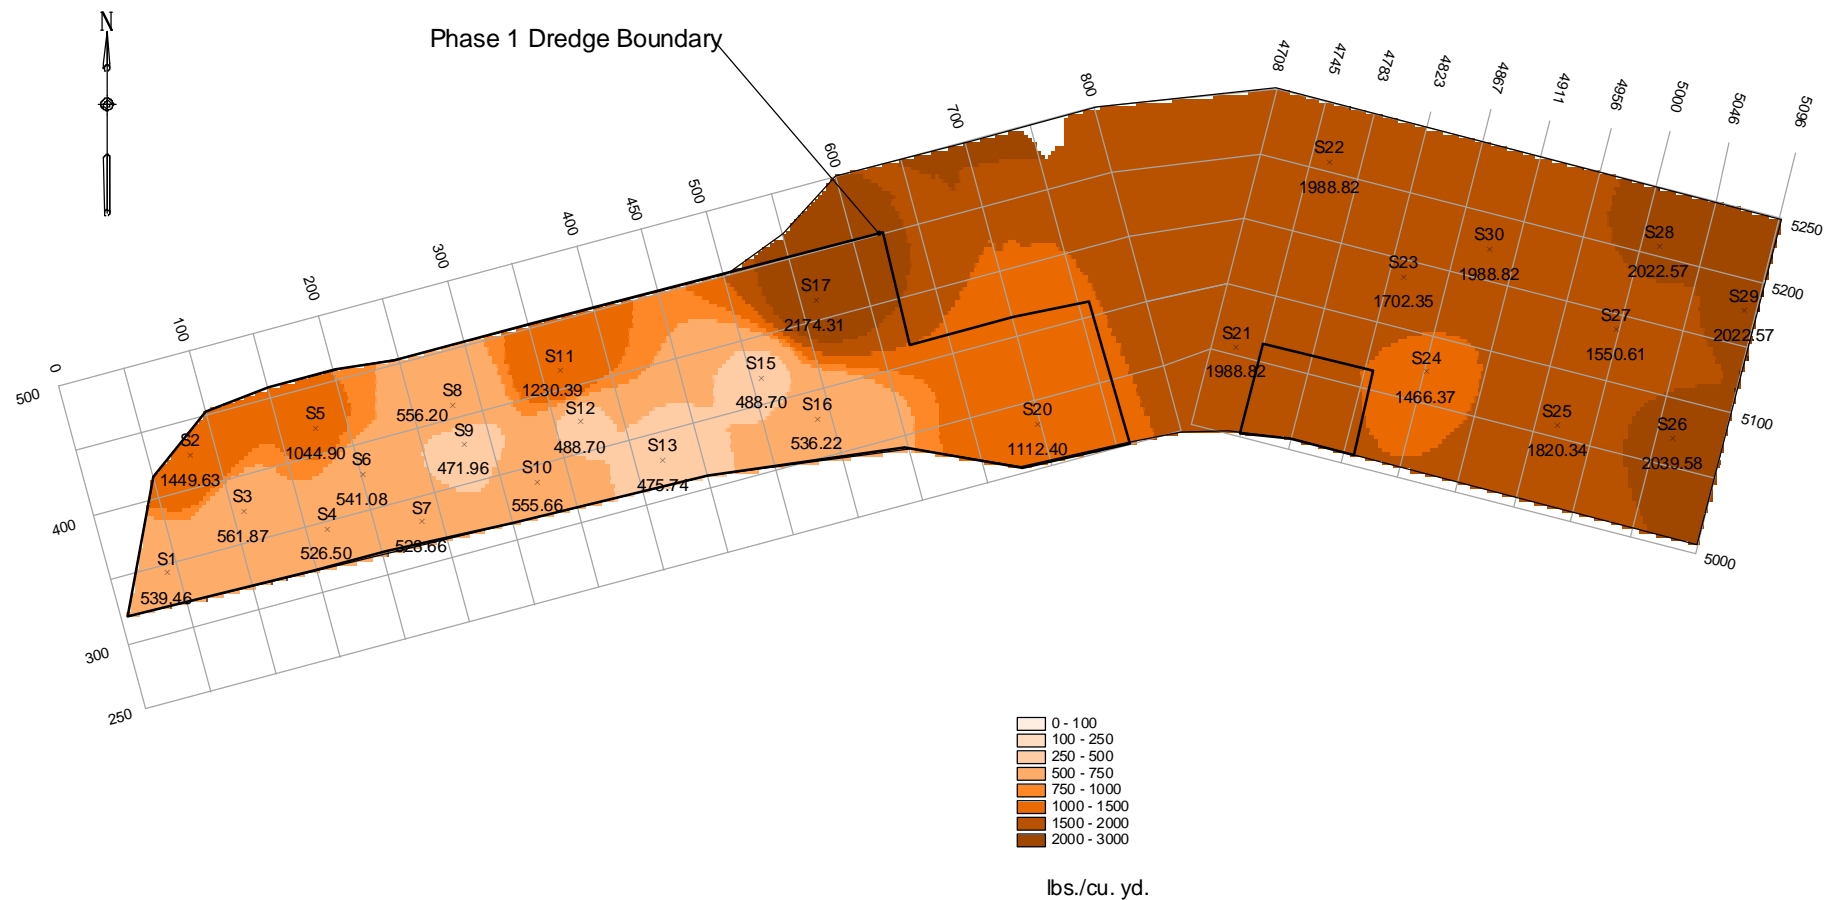 N
Phase 1 Dredge Boundary
0
100
200
300
400
450
500
600
700
800
4708
4745
4783
4823
4867
4911
4956
5000
5046
5096
500
400
300
250
5250
5200
5100
5000
S1
539.46
S2
1449.63
S3
561.87
S4
526.50
S5
1044.90
S6
541.08
S7
528.66
S8
556.20
S9
471.96
S10
555.66
S11
1230.39
S12
488.70
S13
475.74
S15
488.70
S16
536.22
S17
2174.31
S20
1112.40
S21
1988.82
S22
1988.82
S23
1702.35
S24
1466.37
S25
1820.34
S26
2039.58
S27
1550.61
S28
2022.57
S29
2022.57
S30
1988.82
0 - 100
100 - 250
250 - 500
500 - 750
750 - 1000
1000 - 1500
1500 - 2000
2000 - 3000
lbs./cu. yd.